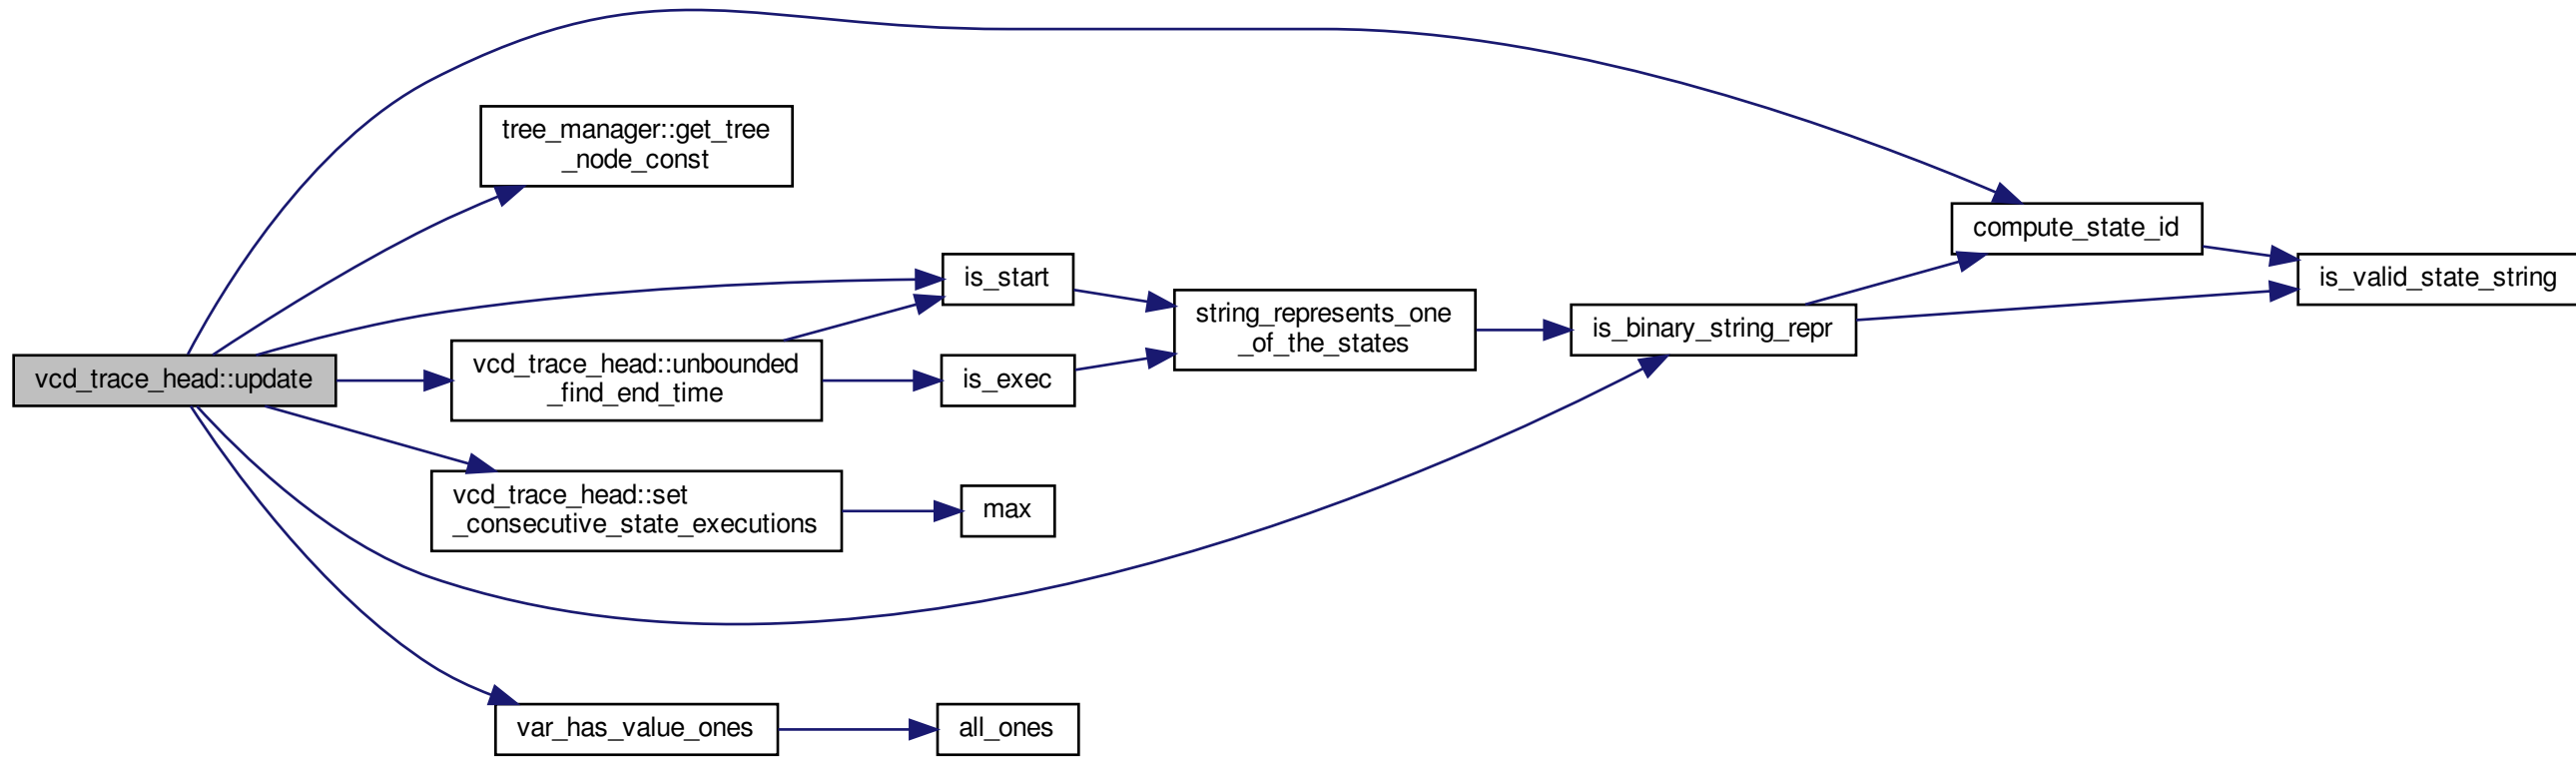 vcd_trace_head::update
tree_manager::get_tree
_node_const
is_start
vcd_trace_head::unbounded
_find_end_time
is_exec
string_represents_one
_of_the_states
is_binary_string_repr
compute_state_id
is_valid_state_string
vcd_trace_head::set
_consecutive_state_executions
max
var_has_value_ones
all_ones